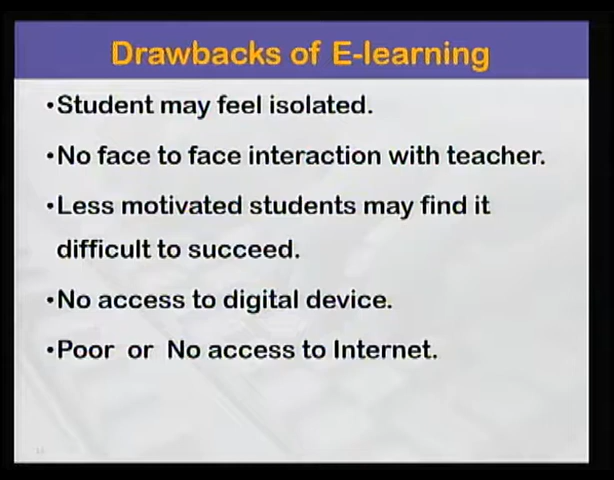 Drawbacks of E-learning
•Student may feel isolated.
•No face to face interaction with teacher.
•Less motivated students may find it
difficult to succeed.
•No access to digital device.
•Poor or No access to Internet.